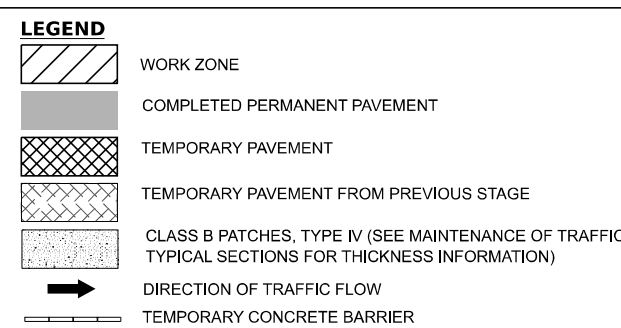 LEGEND
WORK ZONE
COMPLETED PERMANENT PAVEMENT
TEMPORARY PAVEMENT
TEMPORARY PAVEMENT FROM PREVIOUS STAGE
CLASS B PATCHES, TYPE IV (SEE MAINTENANCE OF TRAFFIC
TYPICAL SECTIONS FOR THICKNESS INFORMATION)
DIRECTION OF TRAFFIC FLOW
TEMPORARY CONCRETE BARRIER